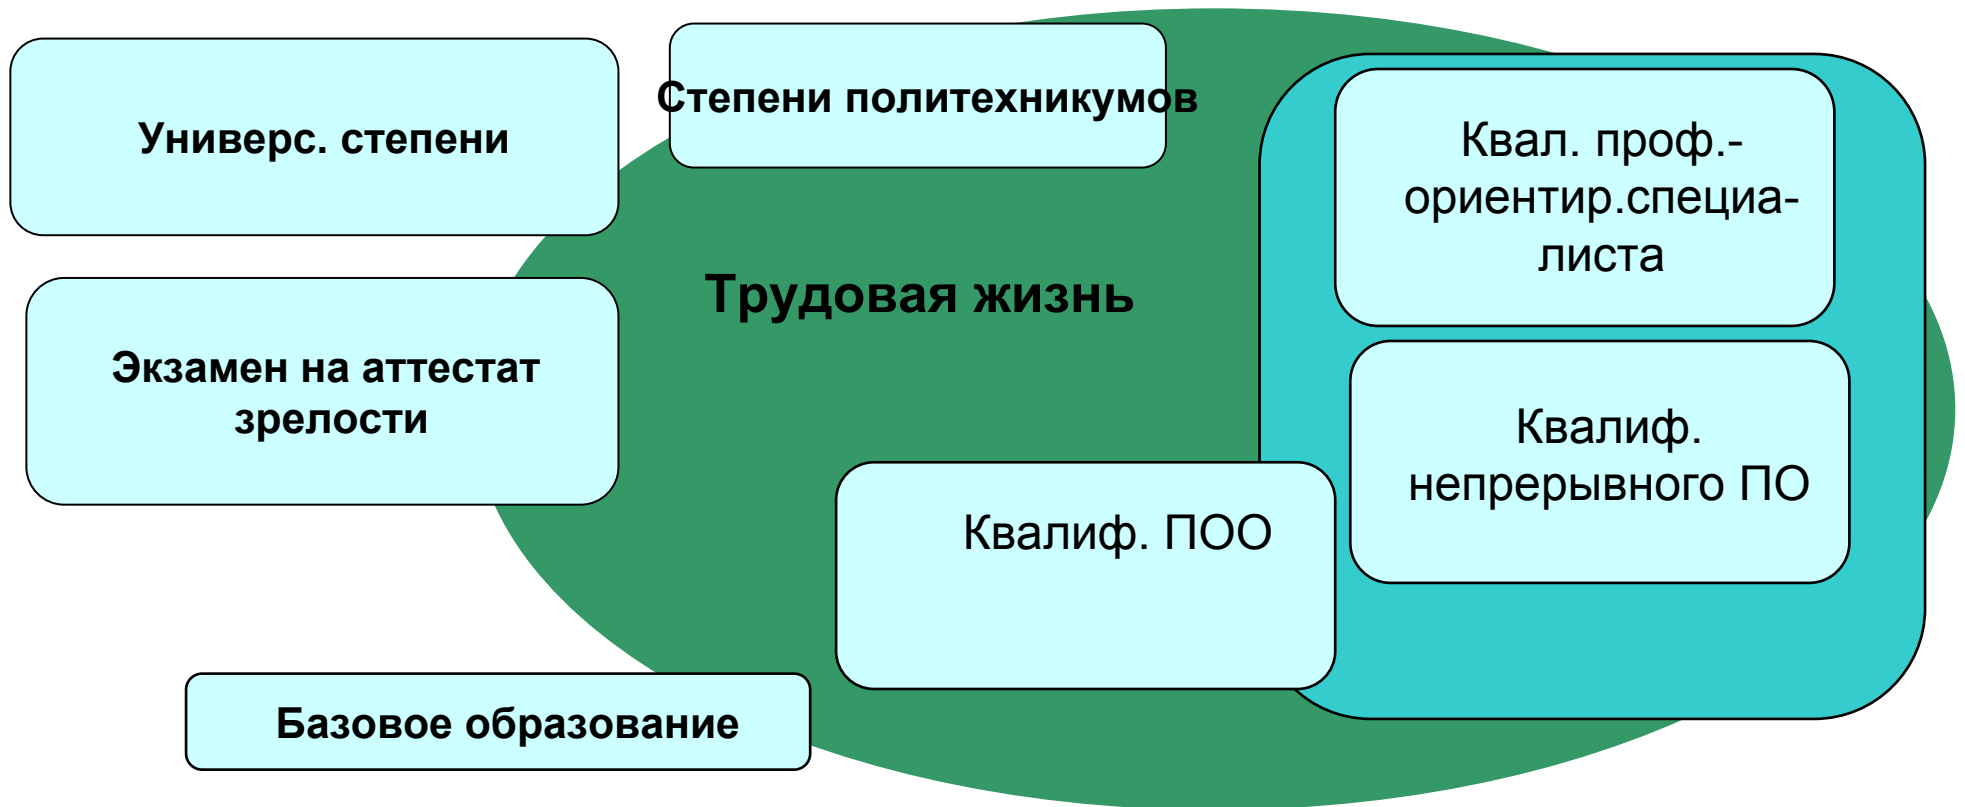 Степени политехникумов
Универс. степени
Квал. проф.-
ориентир.специа-
листа
Трудовая жизнь
Экзамен на аттестат
зрелости
Квалиф.
непрерывного ПО
Квалиф. ПОО
Базовое образование